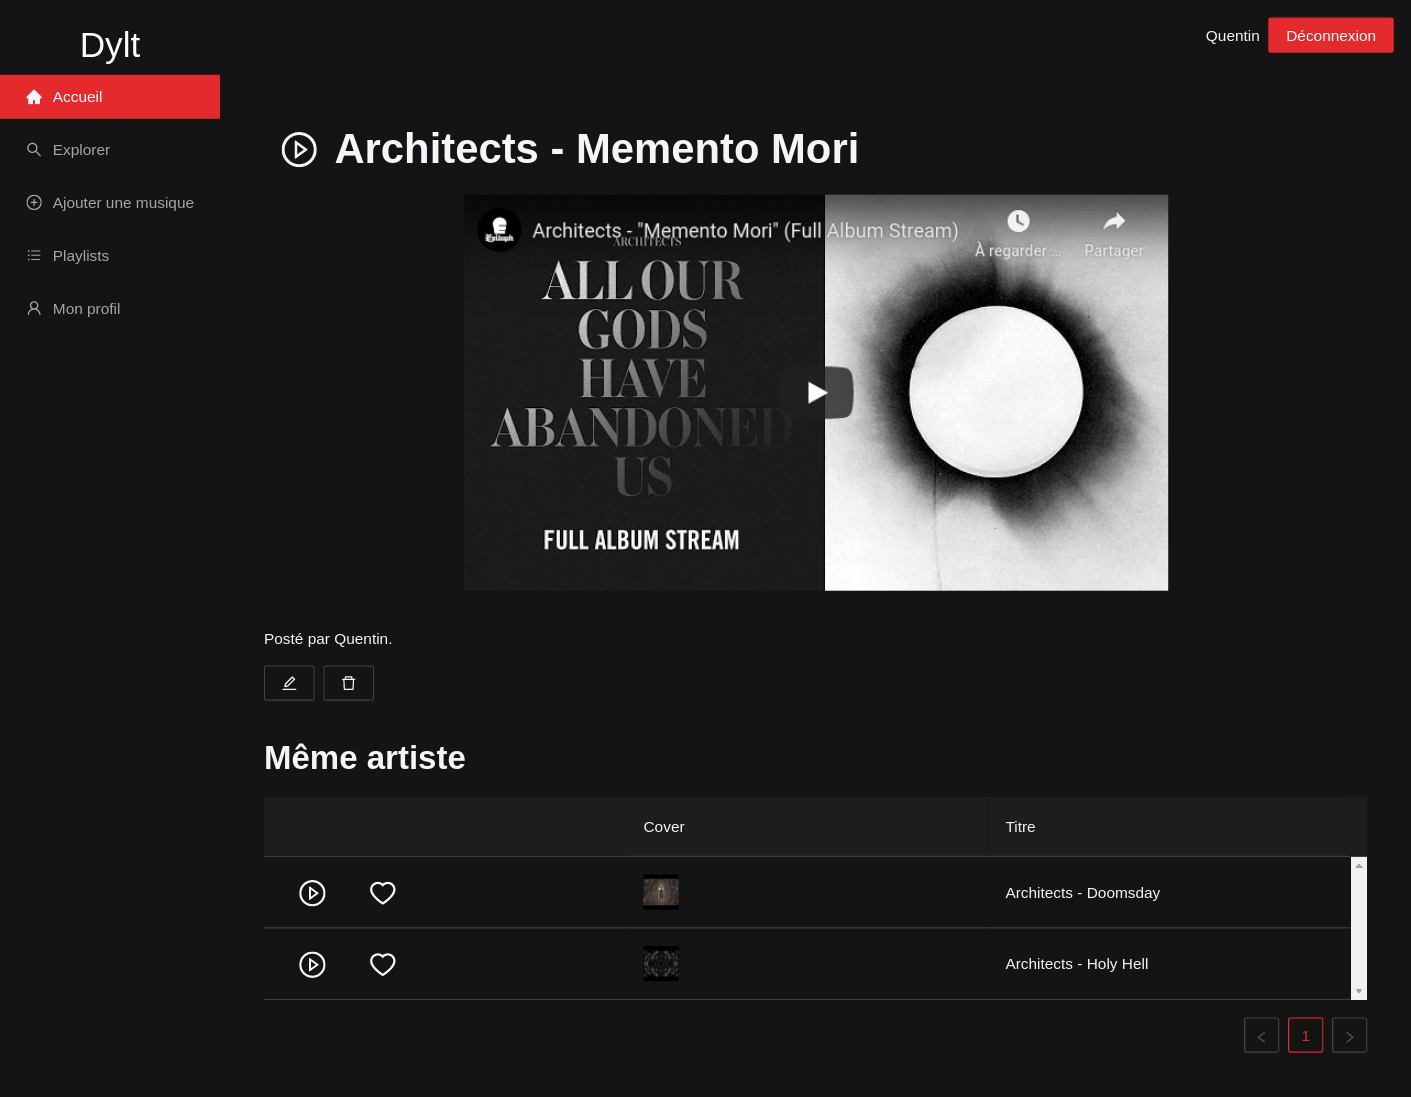 Dylt
Quentin
Déconnexion
Accueil
Explorer
Ajouter une musique
Playlists
Mon profil
Architects - Memento Mori
Epitaph
Architects - "Memento Mori" (Full Album Stream)
À regarder ...
Partager
ARCHITECTS
ALL OUR
GODS
HAVE
ABANDONED
US
FULL ALBUM STREAM
Posté par Quentin.
Même artiste
Cover
Titre
Architects - Doomsday
Architects - Holy Hell
1